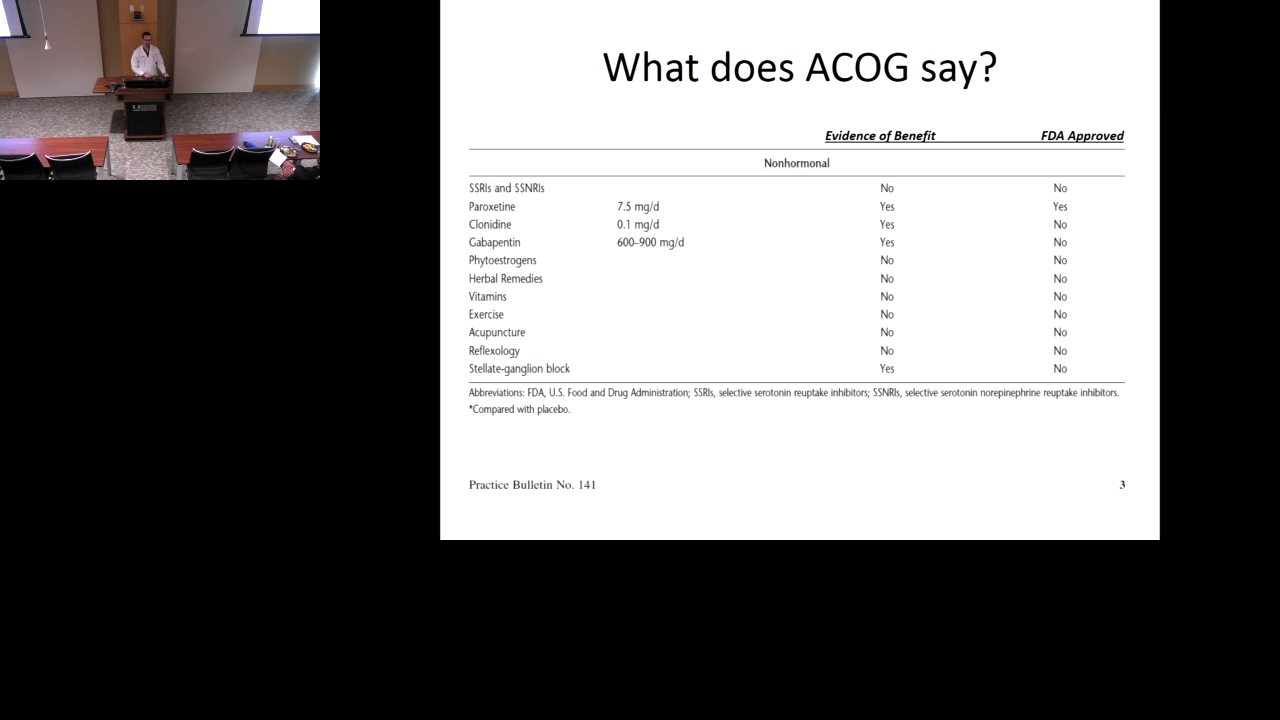 What does ACOG say?
Evidence of Benefit FDA Approved
Nonhormonal
SSRIs and SSNRIs No No
Paroxetine 7.5 mg/d Yes Yes
Clonidine 0.1 mg/d Yes No
Gabapentin 600–900 mg/d Yes No
Phytoestrogens No No
Herbal Remedies No No
Vitamins No No
Exercise No No
Acupuncture No No
Reflexology No No
Stellate-ganglion block Yes No
Abbreviations: FDA, U.S. Food and Drug Administration; SSRIs, selective serotonin reuptake inhibitors; SSNRIs, selective serotonin norepinephrine reuptake inhibitors.
*Compared with placebo.
Practice Bulletin No. 141 3